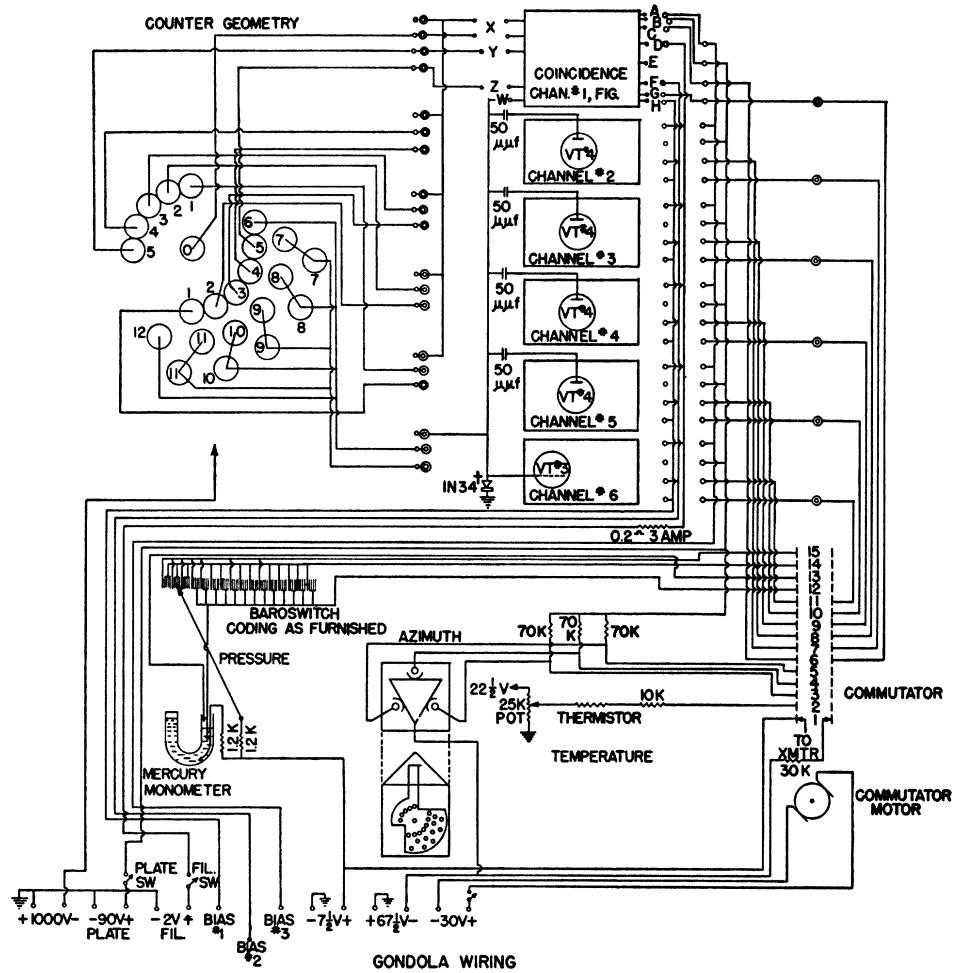 COUNTER GEOMETRY
X
Y
Z
W
COINCIDENCE
CHAN.#1, FIG.
A
B
C
D
E
F
G
H
50
μμf
VT#4
CHANNEL #2
50
μμf
VT#4
CHANNEL #3
50
μμf
VT#4
CHANNEL #4
50
μμf
VT#4
CHANNEL #5
1N34
+
VT#3
CHANNEL #6
1
2
3
4
5
0
6
5
4
3
2
1
7
7
8
8
9
9
10
10
11
11
12
0.2~ 3 AMP
BAROSWITCH
CODING AS FURNISHED
PRESSURE
1.2 K
1.2 K
MERCURY
MONOMETER
AZIMUTH
70K
70
K
70K
22½V
25K
POT
THERMISTOR
10K
TEMPERATURE
15
14
13
12
11
10
9
8
7
6
5
4
3
2
1
COMMUTATOR
TO
XMTR
30K
COMMUTATOR
MOTOR
PLATE
SW
FIL.
SW
+1000V-
-90V+
PLATE
-2V+
FIL.
BIAS
#1
BIAS
#2
BIAS
#3
-7½V+
+67½V-
-30V+
GONDOLA WIRING